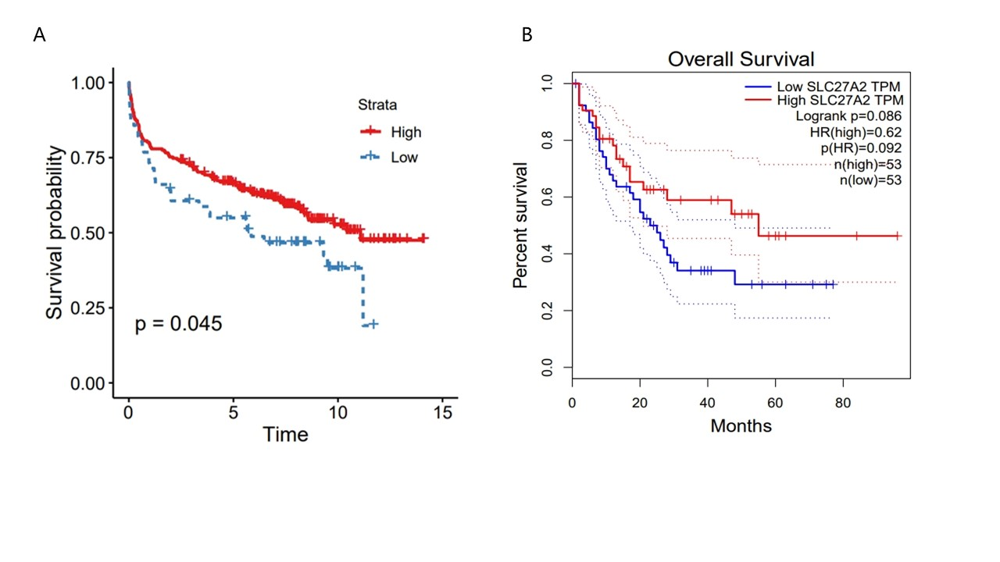 A
Survival probability
1.00
0.75
0.50
0.25
0.00
Strata
High
Low
p = 0.045
0 5 10 15
Time
B
Overall Survival
Percent survival
1.0
0.8
0.6
0.4
0.2
0.0
Low SLC27A2 TPM
High SLC27A2 TPM
Logrank p=0.086
HR(high)=0.62
p(HR)=0.092
n(high)=53
n(low)=53
0 20 40 60 80
Months